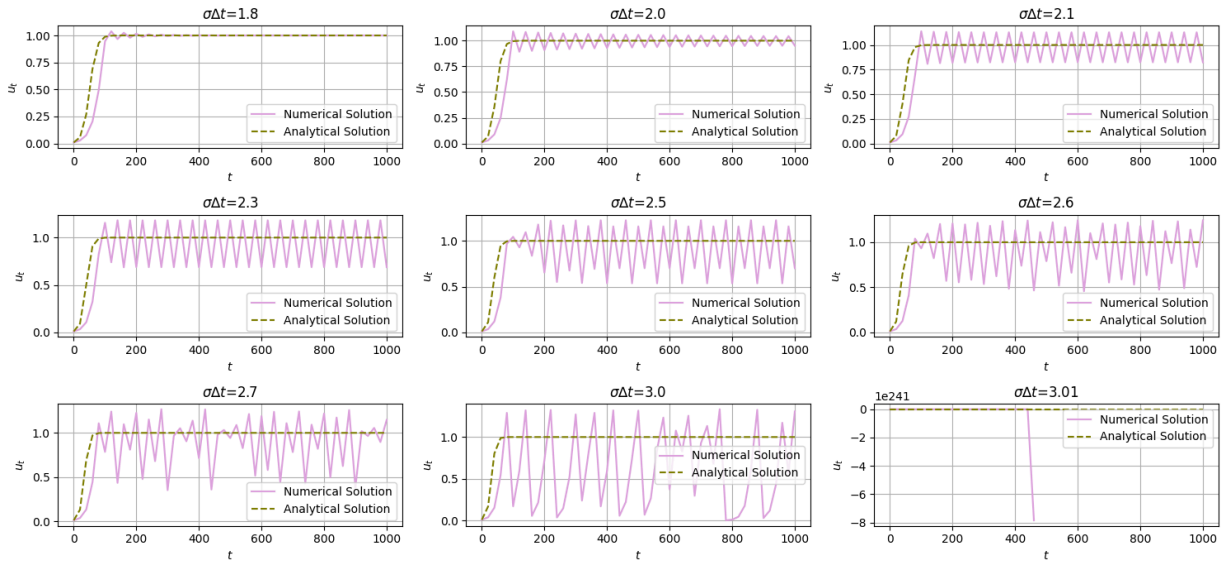 σΔt=1.8
1.00
0.75
0.50
0.25
0.00
u_t
Numerical Solution
Analytical Solution
0 200 400 600 800 1000
t
σΔt=2.0
1.00
0.75
0.50
0.25
0.00
u_t
Numerical Solution
Analytical Solution
0 200 400 600 800 1000
t
σΔt=2.1
1.00
0.75
0.50
0.25
0.00
u_t
Numerical Solution
Analytical Solution
0 200 400 600 800 1000
t
σΔt=2.3
1.0
0.5
0.0
u_t
Numerical Solution
Analytical Solution
0 200 400 600 800 1000
t
σΔt=2.5
1.0
0.5
0.0
u_t
Numerical Solution
Analytical Solution
0 200 400 600 800 1000
t
σΔt=2.6
1.0
0.5
0.0
u_t
Numerical Solution
Analytical Solution
0 200 400 600 800 1000
t
σΔt=2.7
1.0
0.5
0.0
u_t
Numerical Solution
Analytical Solution
0 200 400 600 800 1000
t
σΔt=3.0
1.0
0.5
0.0
u_t
Numerical Solution
Analytical Solution
0 200 400 600 800 1000
t
σΔt=3.01
1e241
0
−2
−4
−6
−8
u_t
Numerical Solution
Analytical Solution
0 200 400 600 800 1000
t